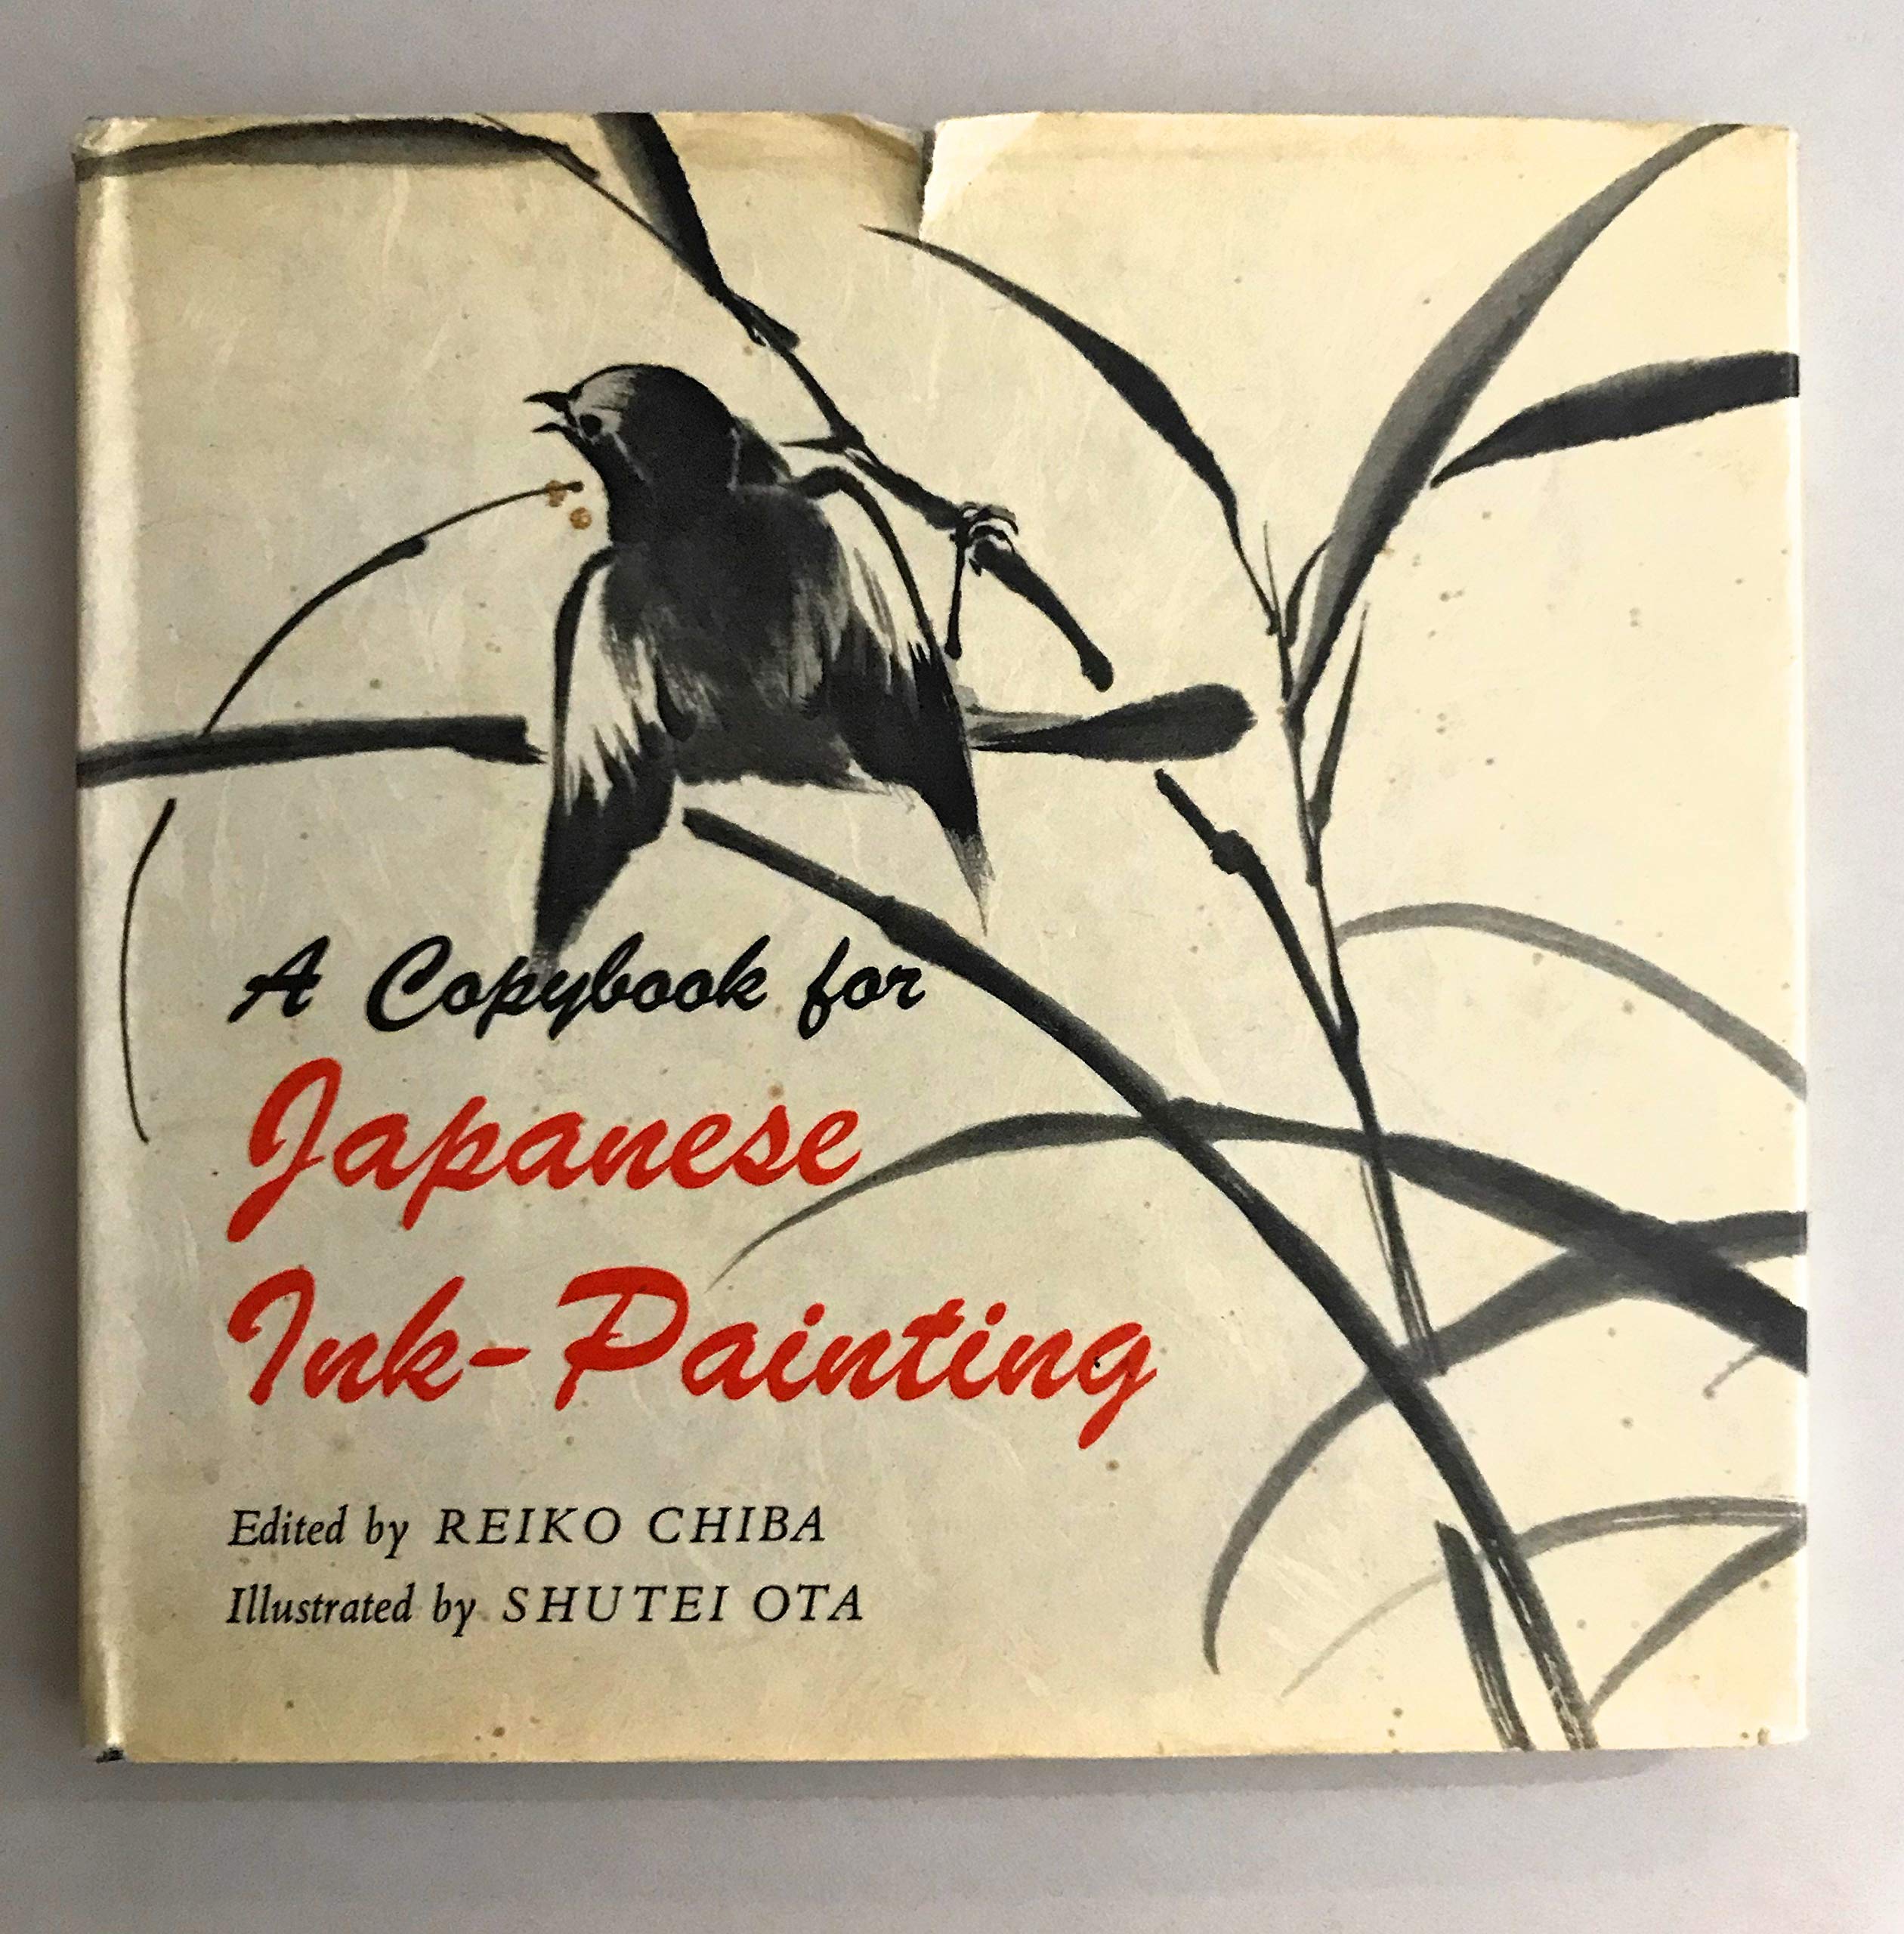 A Copybook for
Japanese
Ink-Painting
Edited by REIKO CHIBA
Illustrated by SHUTEI OTA